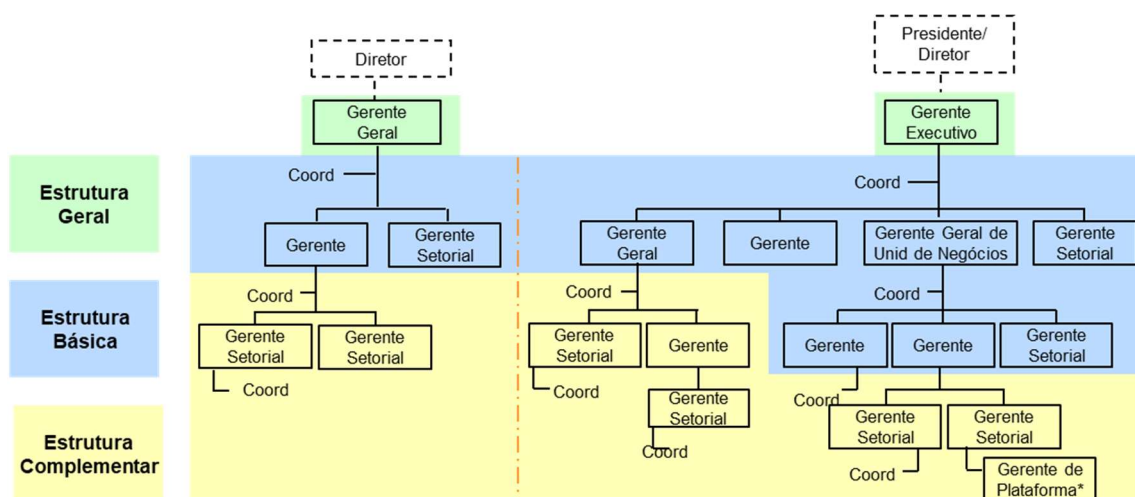 Diretor
Presidente/
Diretor
Gerente
Geral
Gerente
Executivo
Estrutura
Geral
Coord
Coord
Gerente
Gerente
Setorial
Gerente
Geral
Gerente
Gerente Geral de
Unid de Negócios
Gerente
Setorial
Estrutura
Básica
Coord
Coord
Coord
Gerente
Setorial
Gerente
Setorial
Gerente
Setorial
Gerente
Gerente
Gerente
Gerente
Setorial
Coord
Coord
Coord
Gerente
Setorial
Gerente
Setorial
Gerente
Setorial
Estrutura
Complementar
Coord
Coord
Gerente de
Plataforma*